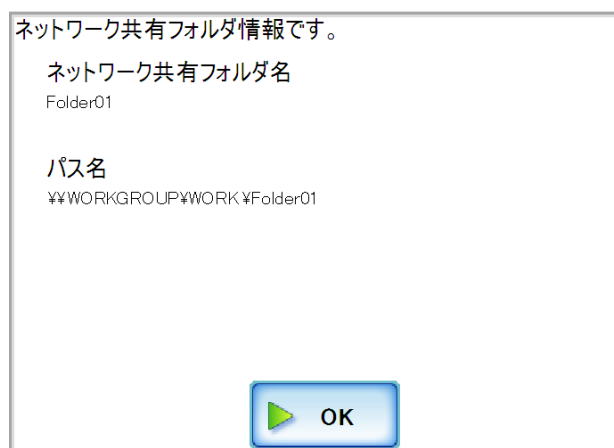 ネットワーク共有フォルダ情報です。
ネットワーク共有フォルダ名
Folder01
パス名
¥¥WORKGROUP¥WORK¥Folder01
OK